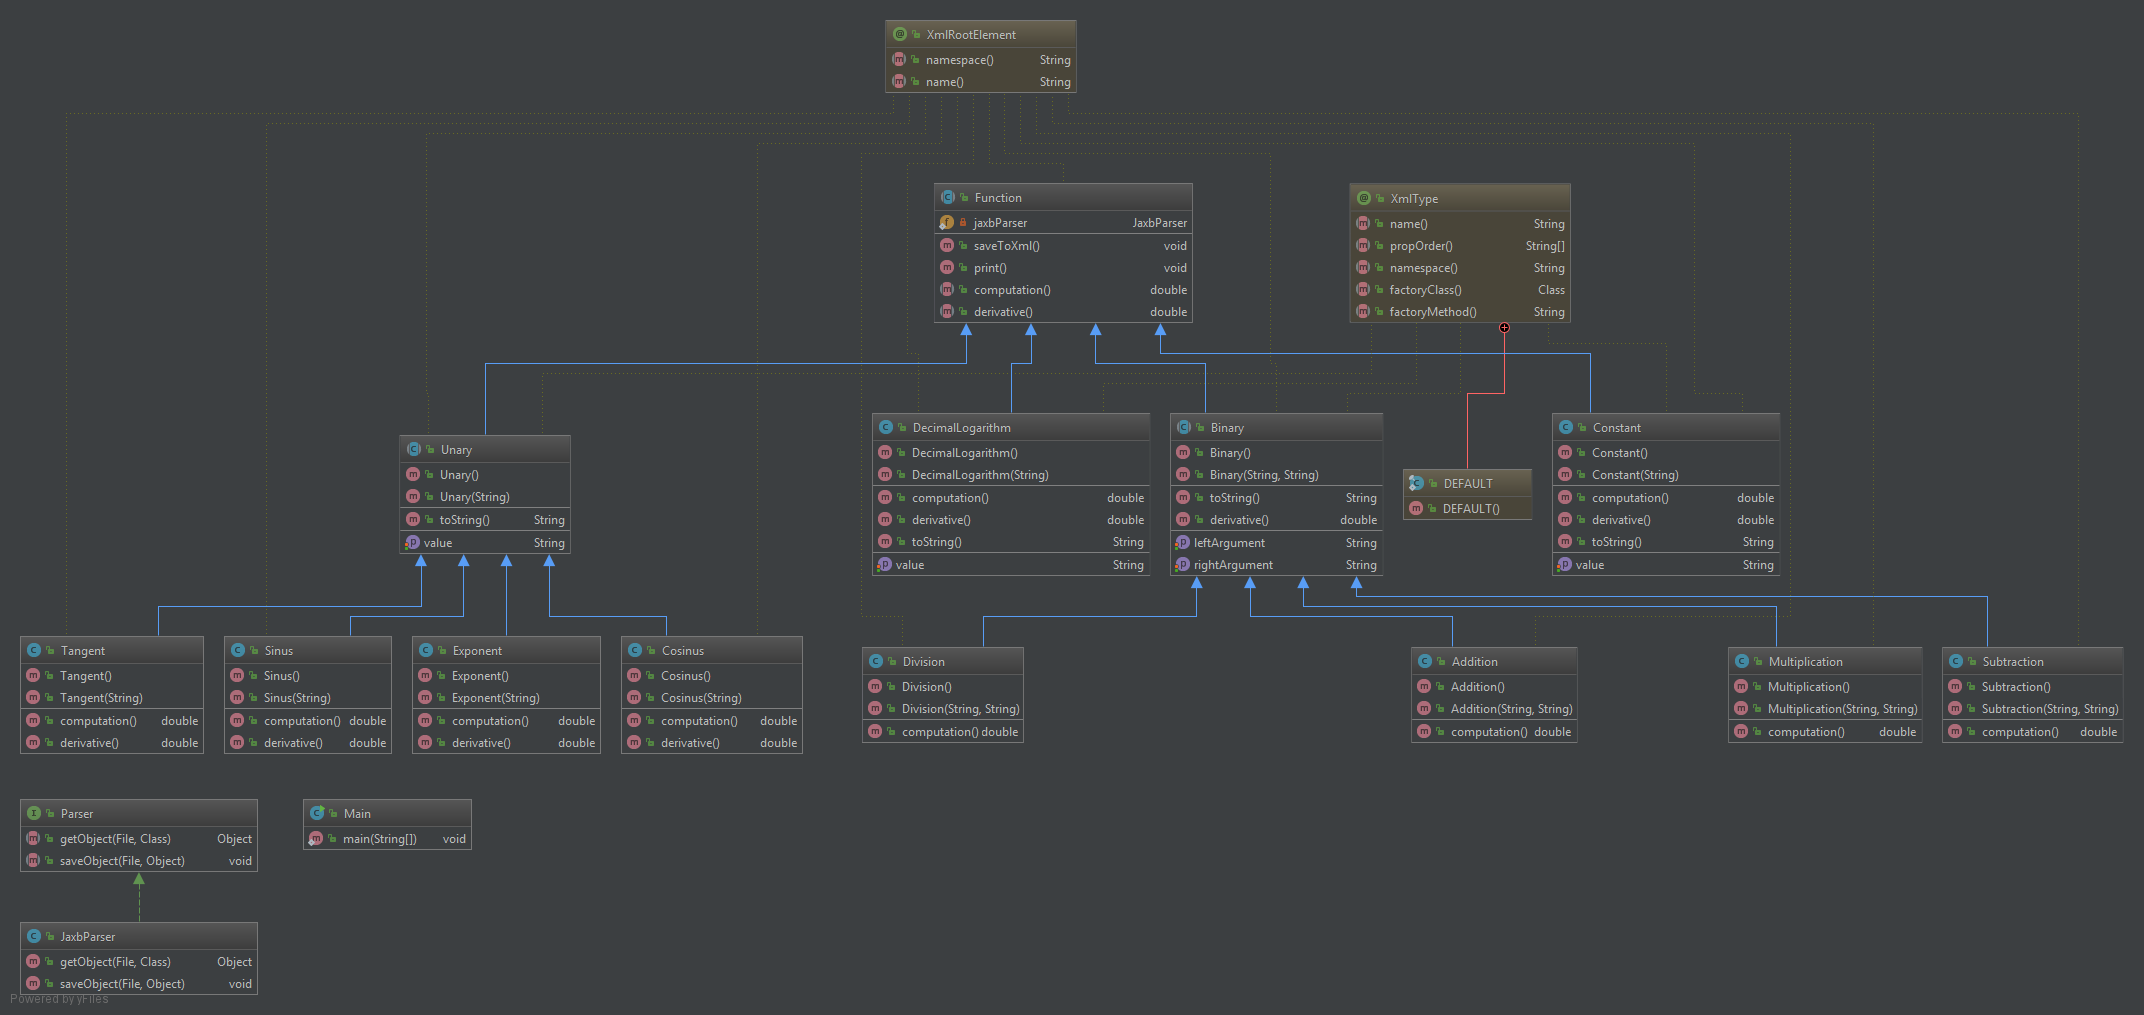 XmlRootElement
namespace() String
name() String
Function
jaxbParser JaxbParser
saveToXml() void
print() void
computation() double
derivative() double
XmlType
name() String
propOrder() String[]
namespace() String
factoryClass() Class
factoryMethod() String
Unary
Unary()
Unary(String)
toString() String
value String
DecimalLogarithm
DecimalLogarithm()
DecimalLogarithm(String)
computation() double
derivative() double
toString() String
value String
Binary
Binary()
Binary(String, String)
toString() String
derivative() double
leftArgument String
rightArgument String
DEFAULT
DEFAULT()
Constant
Constant()
Constant(String)
computation() double
derivative() double
toString() String
value String
Tangent
Tangent()
Tangent(String)
computation() double
derivative() double
Sinus
Sinus()
Sinus(String)
computation() double
derivative() double
Exponent
Exponent()
Exponent(String)
computation() double
derivative() double
Cosinus
Cosinus()
Cosinus(String)
computation() double
derivative() double
Division
Division()
Division(String, String)
computation() double
Addition
Addition()
Addition(String, String)
computation() double
Multiplication
Multiplication()
Multiplication(String, String)
computation() double
Subtraction
Subtraction()
Subtraction(String, String)
computation() double
Parser
getObject(File, Class) Object
saveObject(File, Object) void
Main
main(String[]) void
JaxbParser
getObject(File, Class) Object
saveObject(File, Object) void
Powered by yFiles